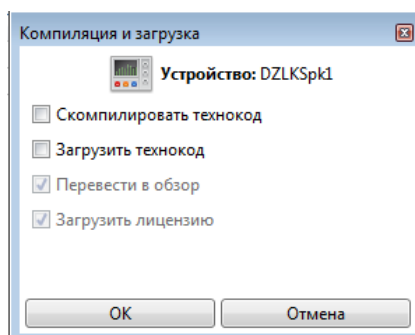 Компиляция и загрузка
Устройство: DZLKSpk1
Скомпилировать технокод
Загрузить технокод
Перевести в обзор
Загрузить лицензию
OK
Отмена